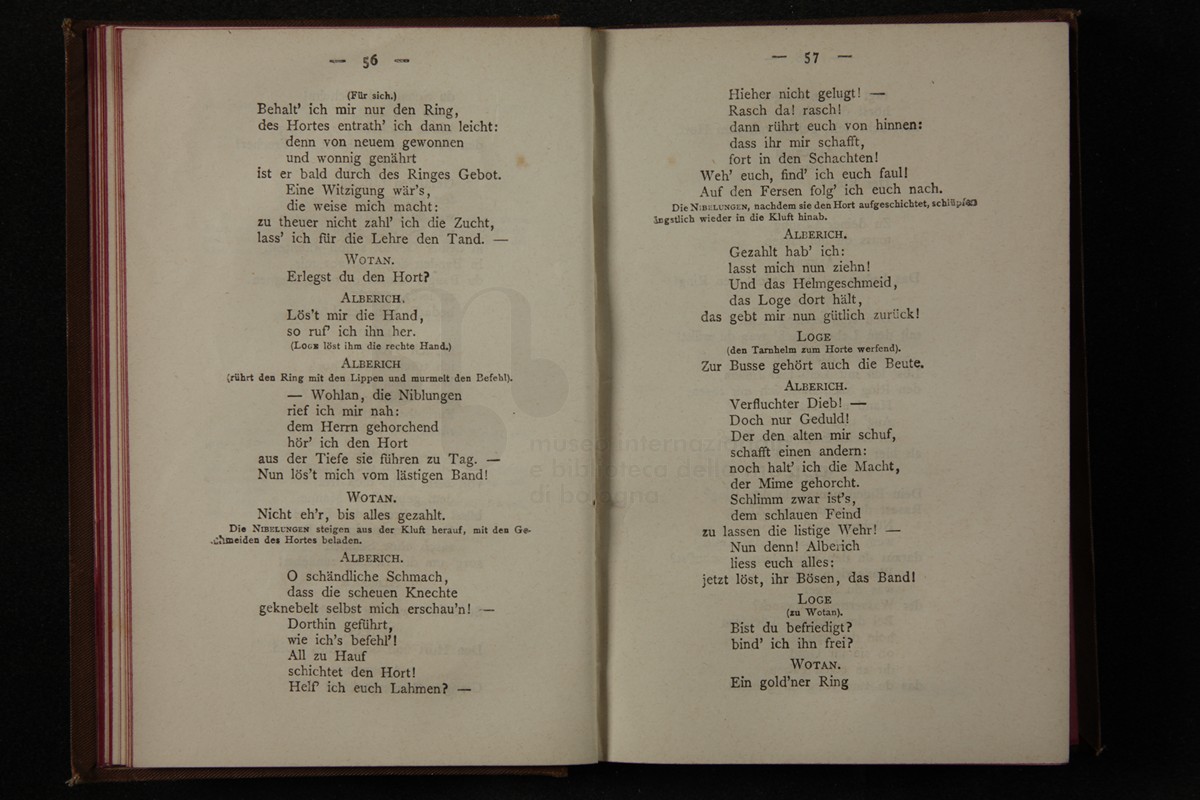 — 56 —
(Für sich.)
Behalt' ich mir nur den Ring,
des Hortes entrath' ich dann leicht:
denn von neuem gewonnen
und wonnig genährt
ist er bald durch des Ringes Gebot.
Eine Witzigung wär's,
die weise mich macht:
zu theuer nicht zahl' ich die Zucht,
lass' ich für die Lehre den Tand. —
WOTAN.
Erlegst du den Hort?
ALBERICH.
Lös't mir die Hand,
so ruf' ich ihn her.
(LOGE löst ihm die rechte Hand.)
ALBERICH
(rührt den Ring mit den Lippen und murmelt den Befehl).
— Wohlan, die Niblungen
rief ich mir nah:
dem Herrn gehorchend
hör' ich den Hort
aus der Tiefe sie führen zu Tag. —
Nun lös't mich vom lästigen Band!
WOTAN.
Nicht eh'r, bis alles gezahlt.
Die NIBELUNGEN steigen aus der Kluft herauf, mit den Ge-
schmeiden des Hortes beladen.
ALBERICH.
O schändliche Schmach,
dass die scheuen Knechte
geknebelt selbst mich erschau'n! —
Dorthin geführt,
wie ich's befehl'!
All zu Hauf
schichtet den Hort!
Helf' ich euch Lahmen? —
— 57 —
Hieher nicht gelugt! —
Rasch da! rasch!
dann rührt euch von hinnen:
dass ihr mir schafft,
fort in den Schachten!
Weh' euch, find' ich euch faul!
Auf den Fersen folg' ich euch nach.
Die NIBELUNGEN, nachdem sie den Hort aufgeschichtet, schlüpfen
ängstlich wieder in die Kluft hinab.
ALBERICH.
Gezahlt hab' ich:
lasst mich nun ziehn!
Und das Helmgeschmeid,
das Loge dort hält,
das gebt mir nun gütlich zurück!
LOGE
(den Tarnhelm zum Horte werfend).
Zur Busse gehört auch die Beute.
ALBERICH.
Verfluchter Dieb! —
Doch nur Geduld!
Der den alten mir schuf,
schafft einen andern:
noch halt' ich die Macht,
der Mime gehorcht.
Schlimm zwar ist's,
dem schlauen Feind
zu lassen die listige Wehr! —
Nun denn! Alberich
liess euch alles:
jetzt löst, ihr Bösen, das Band!
LOGE
(zu Wotan).
Bist du befriedigt?
bind' ich ihn frei?
WOTAN.
Ein gold'ner Ring
museo internaz
e biblioteca della
di bologna